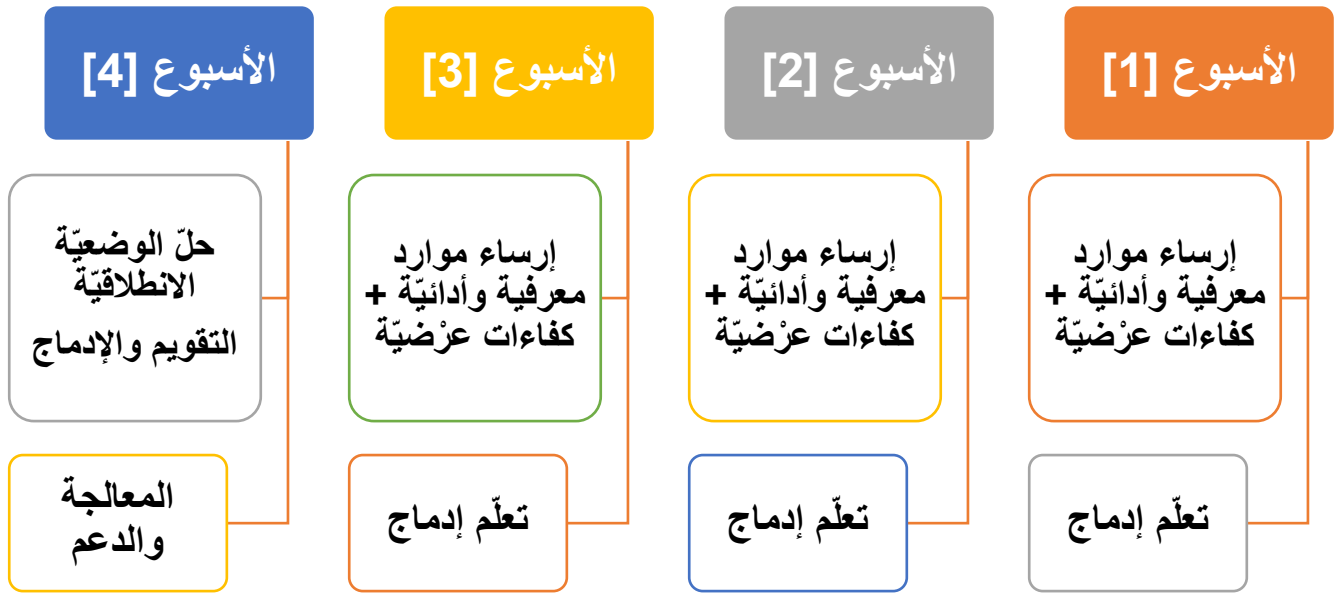 الأسبوع [1]
إرساء موارد
معرفية وأدائيّة +
كفاءات عرْضيّة
تعلّم إدماج
الأسبوع [2]
إرساء موارد
معرفية وأدائيّة +
كفاءات عرْضيّة
تعلّم إدماج
الأسبوع [3]
إرساء موارد
معرفية وأدائيّة +
كفاءات عرْضيّة
تعلّم إدماج
الأسبوع [4]
حلّ الوضعيّة
الانطلاقيّة
التقويم والإدماج
المعالجة
والدعم